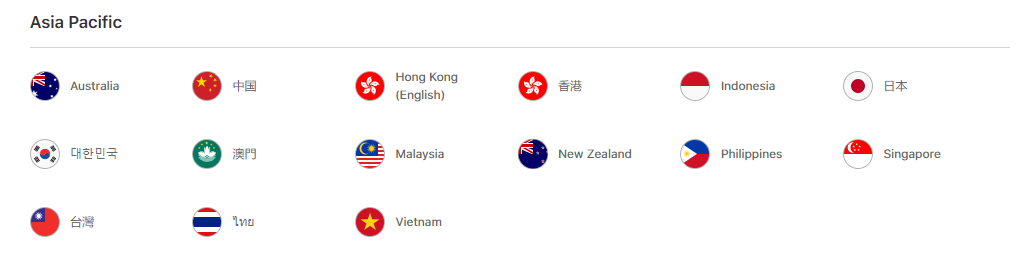 Asia Pacific
Australia
中国
Hong Kong
(English)
香港
Indonesia
日本
대한민국
澳門
Malaysia
New Zealand
Philippines
Singapore
台灣
ไทย
Vietnam